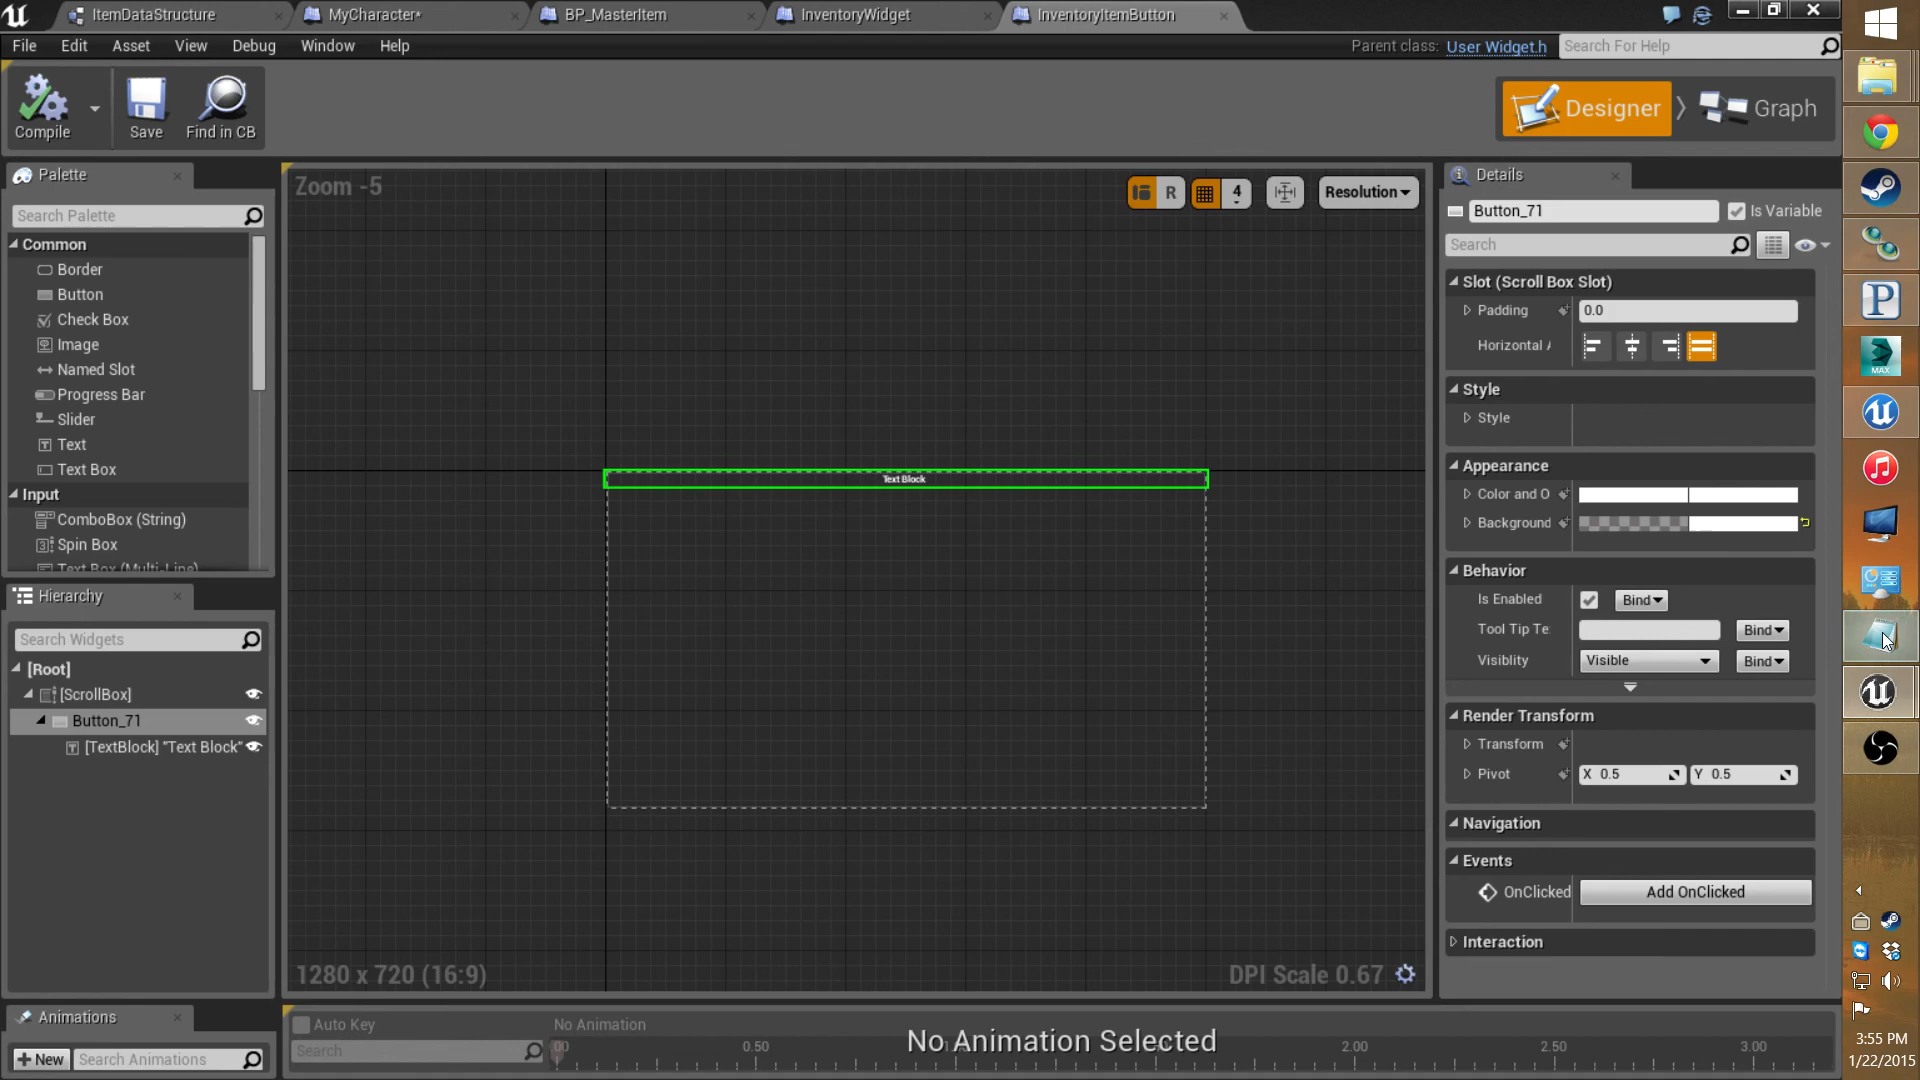 ItemDataStructure
MyCharacter*
BP_MasterItem
InventoryWidget
InventoryItemButton
File Edit Asset View Debug Window Help
Parent class: User Widget.h
Search For Help
Compile
Save
Find in CB
Designer
Graph
Palette
Search Palette
Common
Border
Button
Check Box
Image
Named Slot
Progress Bar
Slider
Text
Text Box
Input
ComboBox (String)
Spin Box
Text Box (Multi-Line)
Hierarchy
Search Widgets
[Root]
[ScrollBox]
Button_71
[TextBlock] "Text Block"
Animations
+New
Search Animations
Zoom -5
R
4
Resolution
Text Block
1280 x 720 (16:9)
DPI Scale 0.67
Auto Key
No Animation
Search
0.50
No Animation Selected
2.00
2.50
3.00
Details
Button_71
Is Variable
Search
Slot (Scroll Box Slot)
Padding
0.0
Horizontal A
Style
Style
Appearance
Color and O
Background
Behavior
Is Enabled
Bind
Tool Tip Te
Bind
Visiblity
Visible
Bind
Render Transform
Transform
Pivot
X 0.5
Y 0.5
Navigation
Events
OnClicked
Add OnClicked
Interaction
P
MAX
3:55 PM
1/22/2015